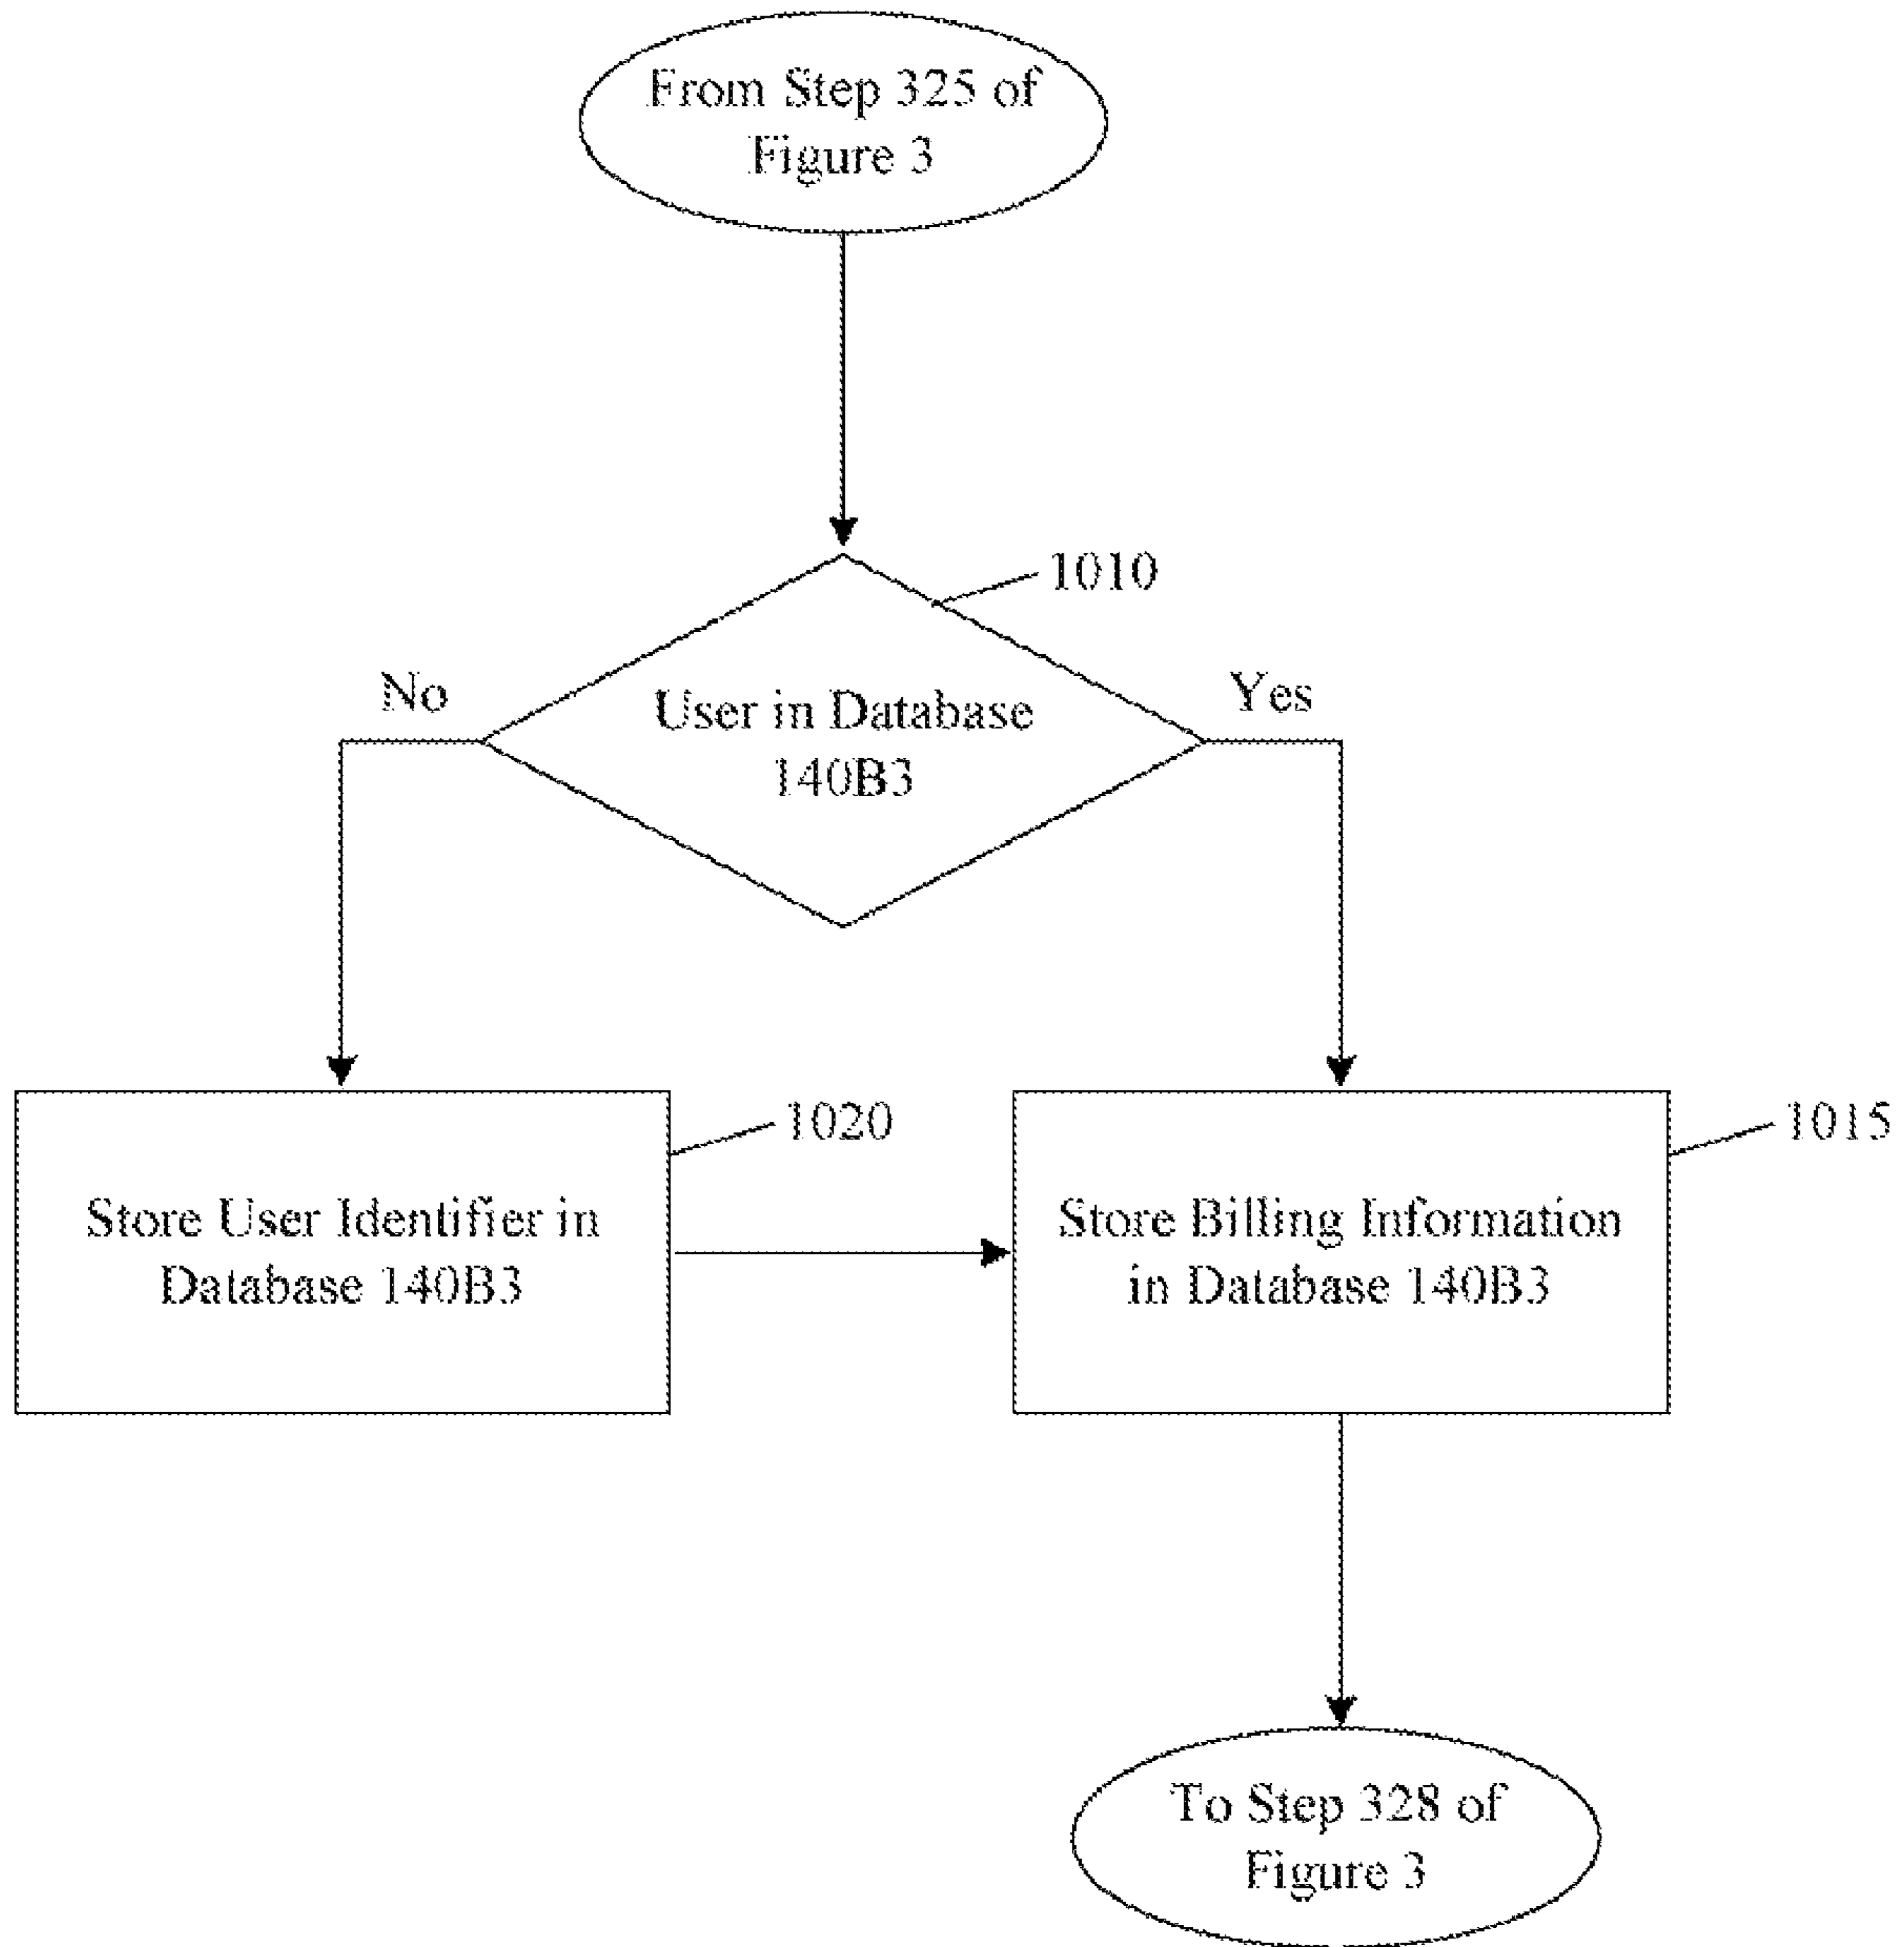 From Step 325 of
Figure 3
1010
No
Yes
User in Database
140B3
1020
1015
Store User Identifier in
Database 140B3
Store Billing Information
in Database 140B3
To Step 328 of
Figure 3